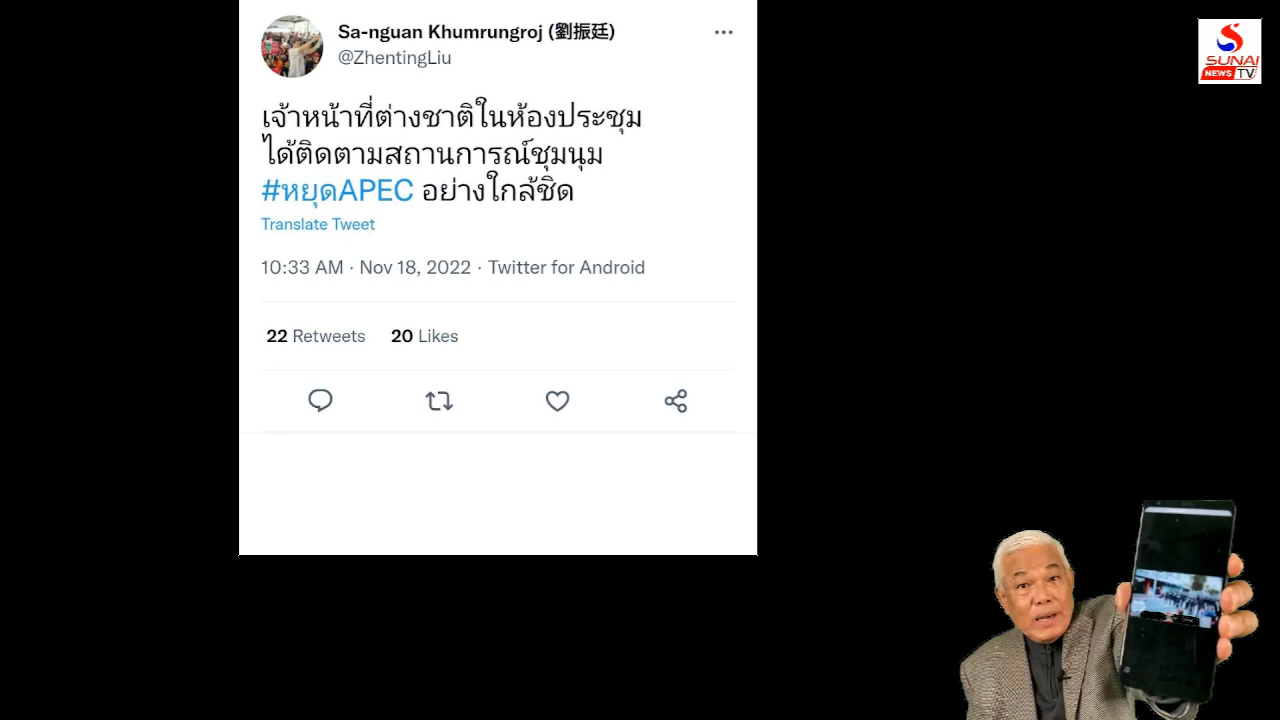 Sa-nguan Khumrungroj (劉振廷)
@ZhentingLiu
เจ้าหน้าที่ต่างชาติในห้องประชุม
ได้ติดตามสถานการณ์ชุมนุม
#หยุดAPEC อย่างใกล้ชิด
Translate Tweet
10:33 AM · Nov 18, 2022 · Twitter for Android
22 Retweets 20 Likes
SUNAI
NEWS TV